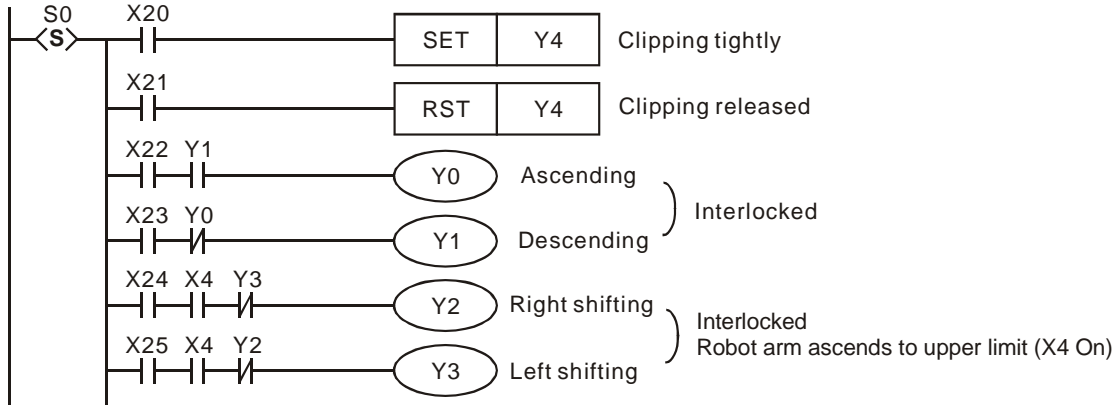 S0 X20
S SET Y4 Clipping tightly
X21
RST Y4 Clipping released
X22 Y1
Y0 Ascending
Interlocked
X23 Y0
Y1 Descending
X24 X4 Y3
Y2 Right shifting
Interlocked
Robot arm ascends to upper limit (X4 On)
X25 X4 Y2
Y3 Left shifting